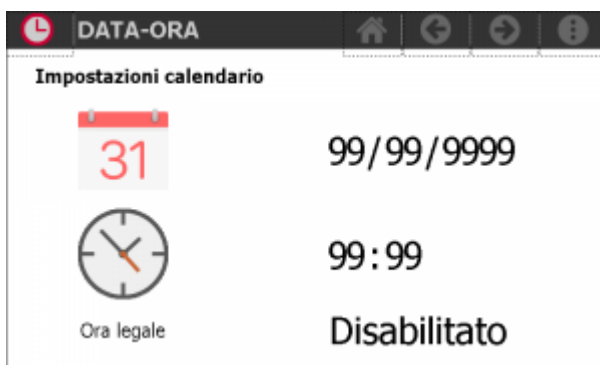 DATA-ORA
Impostazioni calendario
31
99/99/9999
99:99
Ora legale
Disabilitato